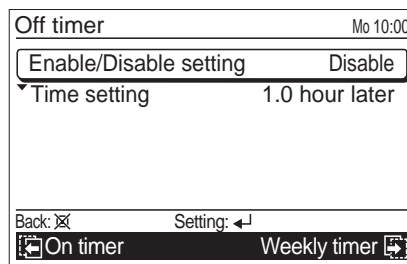 Off timer Mo 10:00
Enable/Disable setting Disable
Time setting 1.0 hour later
Back: Setting:
On timer Weekly timer